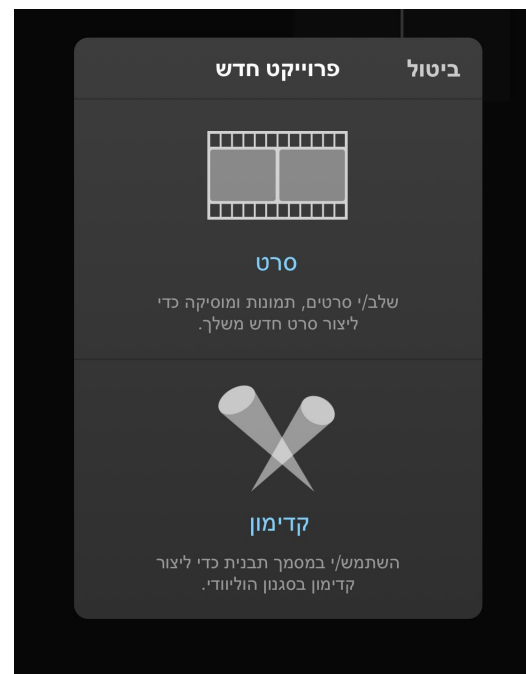 ביטול
פרוייקט חדש
סרט
שלב/י סרטים, תמונות ומוסיקה כדי
ליצור סרט חדש משלך.
קדימון
השתמש/י במסמך תבנית כדי ליצור
קדימון בסגנון הוליוודי.